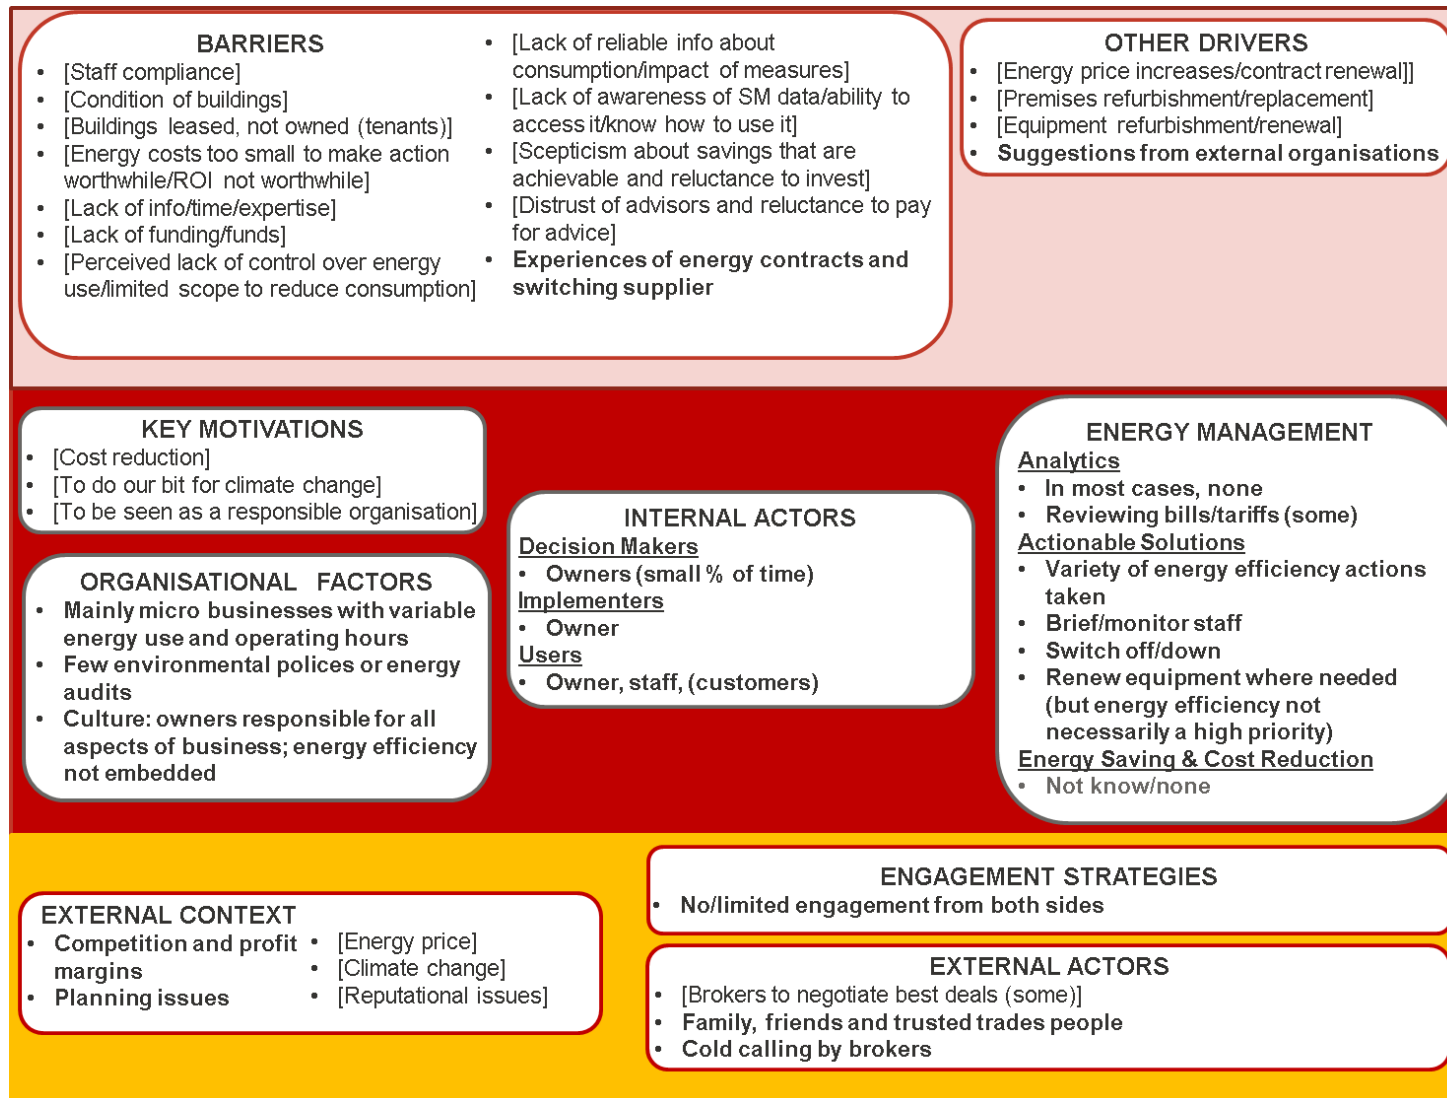 BARRIERS
• [Staff compliance]
• [Condition of buildings]
• [Buildings leased, not owned (tenants)]
• [Energy costs too small to make action
worthwhile/ROI not worthwhile]
• [Lack of info/time/expertise]
• [Lack of funding/funds]
• [Perceived lack of control over energy
use/limited scope to reduce consumption]
• [Lack of reliable info about
consumption/impact of measures]
• [Lack of awareness of SM data/ability to
access it/know how to use it]
• [Scepticism about savings that are
achievable and reluctance to invest]
• [Distrust of advisors and reluctance to pay
for advice]
• Experiences of energy contracts and
switching supplier
OTHER DRIVERS
• [Energy price increases/contract renewal]]
• [Premises refurbishment/replacement]
• [Equipment refurbishment/renewal]
• Suggestions from external organisations
KEY MOTIVATIONS
• [Cost reduction]
• [To do our bit for climate change]
• [To be seen as a responsible organisation]
ORGANISATIONAL FACTORS
• Mainly micro businesses with variable
energy use and operating hours
• Few environmental polices or energy
audits
• Culture: owners responsible for all
aspects of business; energy efficiency
not embedded
INTERNAL ACTORS
Decision Makers
• Owners (small % of time)
Implementers
• Owner
Users
• Owner, staff, (customers)
ENERGY MANAGEMENT
Analytics
• In most cases, none
• Reviewing bills/tariffs (some)
Actionable Solutions
• Variety of energy efficiency actions
taken
• Brief/monitor staff
• Switch off/down
• Renew equipment where needed
(but energy efficiency not
necessarily a high priority)
Energy Saving & Cost Reduction
• Not know/none
EXTERNAL CONTEXT
• Competition and profit
margins
• Planning issues
• [Energy price]
• [Climate change]
• [Reputational issues]
ENGAGEMENT STRATEGIES
• No/limited engagement from both sides
EXTERNAL ACTORS
• [Brokers to negotiate best deals (some)]
• Family, friends and trusted trades people
• Cold calling by brokers